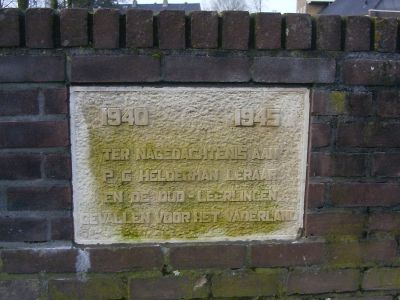 1940 1945
TER NAGEDACHTENIS AAN
P. G. HELDERMAN LERAAR
EN DE OUD-LEERLINGEN
GEVALLEN VOOR HET VADERLAND